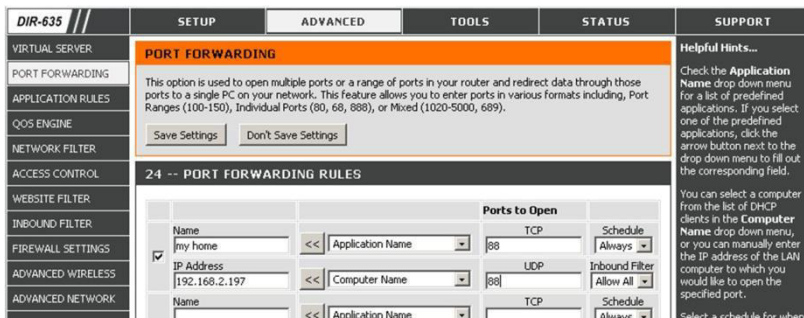 DIR-635
SETUP
ADVANCED
TOOLS
STATUS
SUPPORT
VIRTUAL SERVER
PORT FORWARDING
APPLICATION RULES
QOS ENGINE
NETWORK FILTER
ACCESS CONTROL
WEBSITE FILTER
INBOUND FILTER
FIREWALL SETTINGS
ADVANCED WIRELESS
ADVANCED NETWORK
PORT FORWARDING
This option is used to open multiple ports or a range of ports in your router and redirect data through those
ports to a single PC on your network. This feature allows you to enter ports in various formats including, Port
Ranges (100-150), Individual Ports (80, 68, 888), or Mixed (1020-5000, 689).
Save Settings
Don't Save Settings
24 -- PORT FORWARDING RULES
Ports to Open
Name
TCP
Schedule
my home
<<
Application Name
88
Always
IP Address
UDP
Inbound Filter
192.168.2.197
<<
Computer Name
88
Allow All
Name
TCP
Schedule
<<
Application Name
Always
Helpful Hints...
Check the Application
Name drop down menu
for a list of predefined
applications. If you select
one of the predefined
applications, click the
arrow button next to the
drop down menu to fill out
the corresponding field.
You can select a computer
from the list of DHCP
clients in the Computer
Name drop down menu,
or you can manually enter
the IP address of the LAN
computer to which you
would like to open the
specified port.
Select a schedule for when